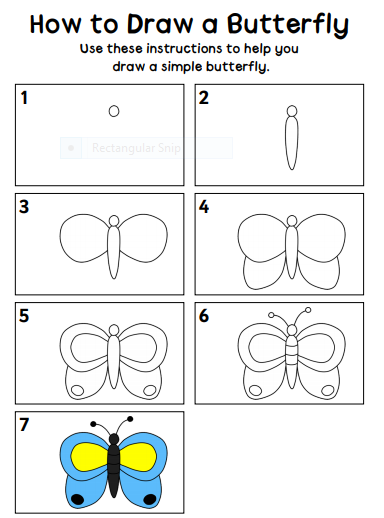 How to Draw a Butterfly
Use these instructions to help you
draw a simple butterfly.
1
2
Rectangular Snip
3
4
5
6
7